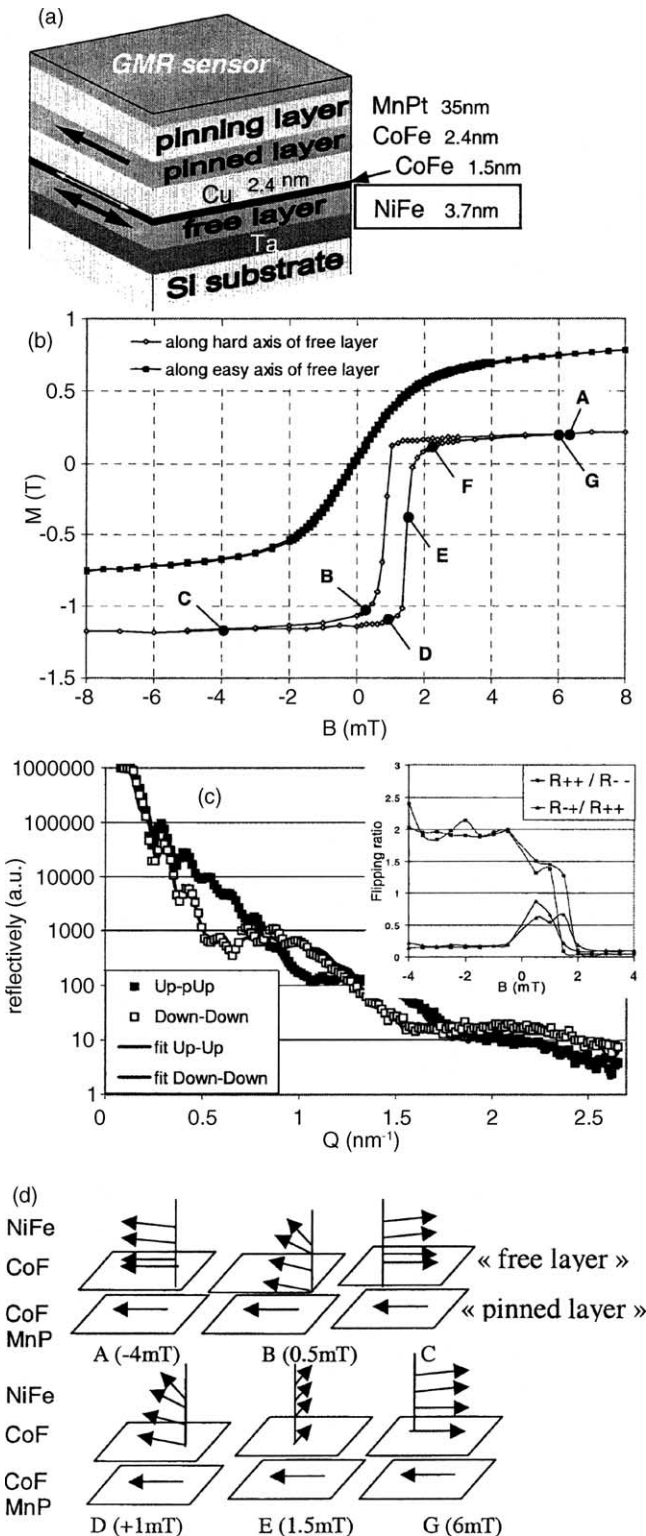 (a)
GMR sensor
pinning layer
pinned layer
Cu 2.4 nm
free layer
Ta
Si substrate
MnPt 35nm
CoFe 2.4nm
CoFe 1.5nm
NiFe 3.7nm
(b)
along hard axis of free layer
along easy axis of free layer
M (T)
1
0.5
0
-0.5
-1
-1.5
A
G
F
E
B
C
D
-8 -6 -4 -2 0 2 4 6 8
B (mT)
(c)
reflectively (a.u.)
1000000
100000
10000
1000
100
10
1
Up-pUp
Down-Down
fit Up-Up
fit Down-Down
0 0.5 1 1.5 2 2.5
Q (nm-1)
R++ / R- -
R-+/ R++
Flipping ratio
3
2.5
2
1.5
1
0.5
0
-4 -2 0 2 4
B (mT)
(d)
NiFe
CoF
« free layer »
CoF
MnP
« pinned layer »
A (-4mT) B (0.5mT) C
NiFe
CoF
CoF
MnP
D (+1mT) E (1.5mT) G (6mT)